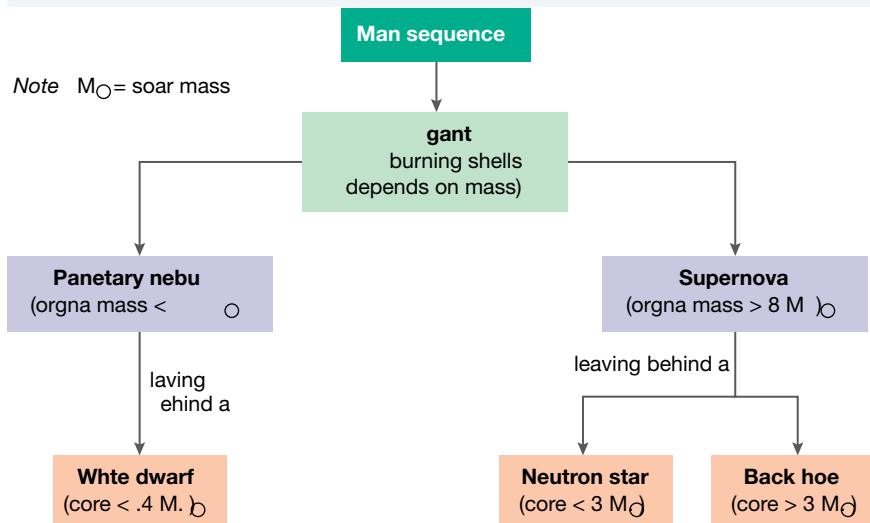 Man sequence
Note M○= soar mass
gant
burning shells
depends on mass)
Panetary nebu
(orgna mass < ○
Supernova
(orgna mass > 8 M )○
laving
ehind a
leaving behind a
Whte dwarf
(core < .4 M. )○
Neutron star
(core < 3 M○)
Back hoe
(core > 3 M○)